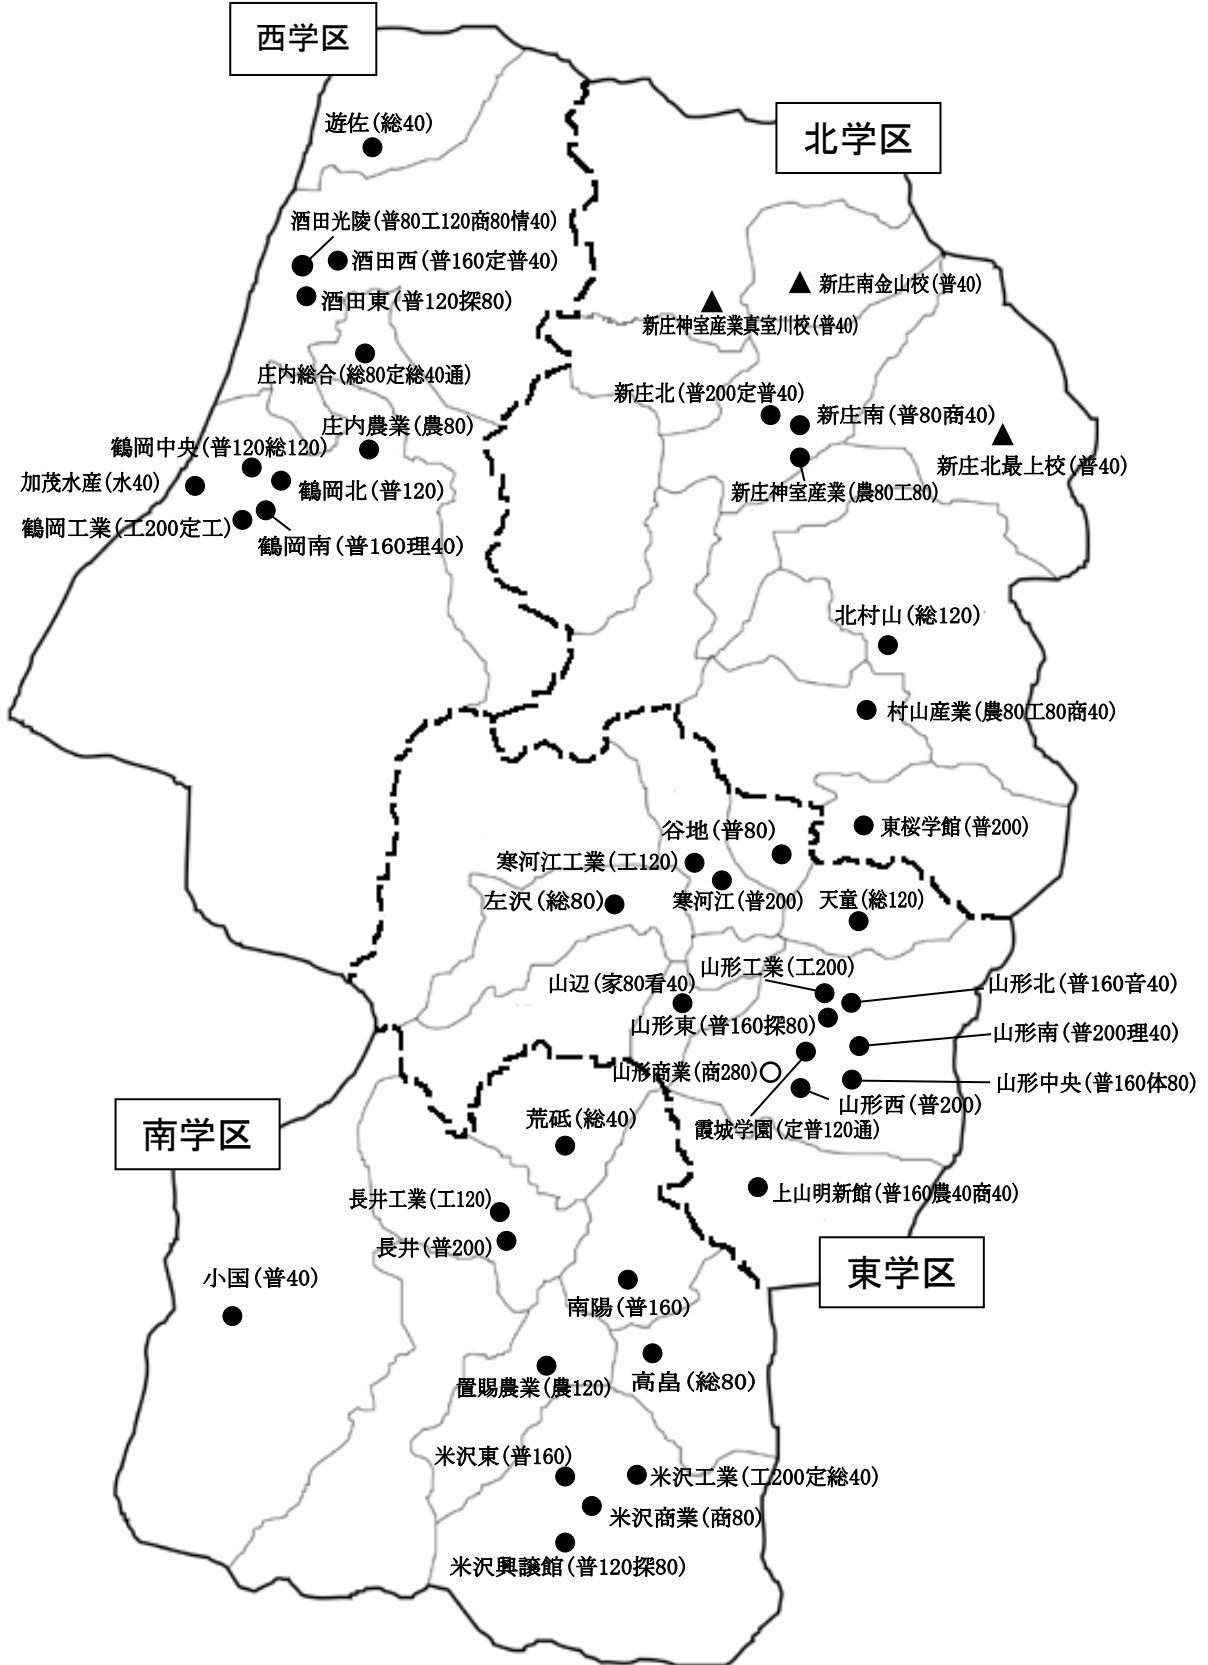 西学区
北学区
遊佐(総40)
酒田光陵(普80工120商80情40)
酒田西(普160定普40)
酒田東(普120探80)
新庄南金山校(普40)
新庄神室産業真室川校(普40)
庄内総合(総80定総40通)
新庄北(普200定普40)
新庄南(普80商40)
庄内農業(農80)
鶴岡中央(普120総120)
新庄北最上校(普40)
加茂水産(水40)
鶴岡北(普120)
新庄神室産業(農80工80)
鶴岡工業(工200定工)
鶴岡南(普160理40)
北村山(総120)
村山産業(農80工80商40)
東桜学館(普200)
谷地(普80)
寒河江工業(工120)
左沢(総80)
寒河江(普200)
天童(総120)
山形工業(工200)
山辺(家80看40)
山形北(普160音40)
山形東(普160探80)
山形南(普200理40)
山形商業(商280)
山形中央(普160体80)
山形西(普200)
霞城学園(定普120通)
南学区
荒砥(総40)
上山明新館(普160農40商40)
長井工業(工120)
長井(普200)
東学区
小国(普40)
南陽(普160)
高畠(総80)
置賜農業(農120)
米沢東(普160)
米沢工業(工200定総40)
米沢商業(商80)
米沢興譲館(普120探80)